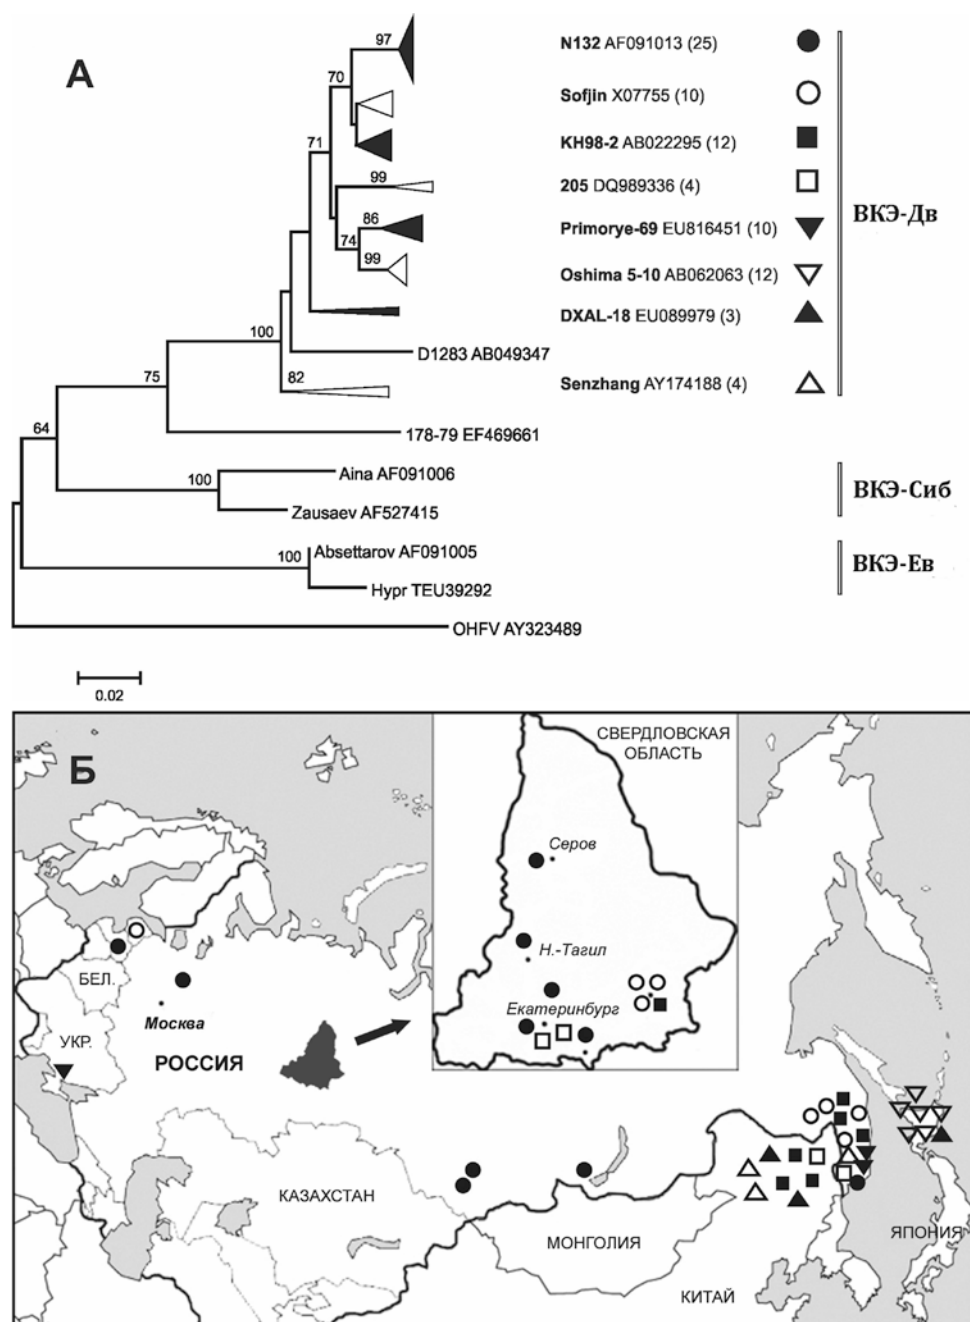 А
97
70
71
99
86
74
99
100
82
75
64
100
100
N132 AF091013 (25)
Sofjin X07755 (10)
KH98-2 AB022295 (12)
205 DQ989336 (4)
Primorye-69 EU816451 (10)
Oshima 5-10 AB062063 (12)
DXAL-18 EU089979 (3)
D1283 AB049347
Senzhang AY174188 (4)
178-79 EF469661
Aina AF091006
Zausaev AF527415
Absettarov AF091005
Hypr TEU39292
OHFV AY323489
ВКЭ-Дв
ВКЭ-Сиб
ВКЭ-Ев
0.02
Б
СВЕРДЛОВСКАЯ
ОБЛАСТЬ
Серов
Н.-Тагил
Екатеринбург
БЕЛ.
Москва
УКР.
РОССИЯ
КАЗАХСТАН
МОНГОЛИЯ
ЯПОНИЯ
КИТАЙ